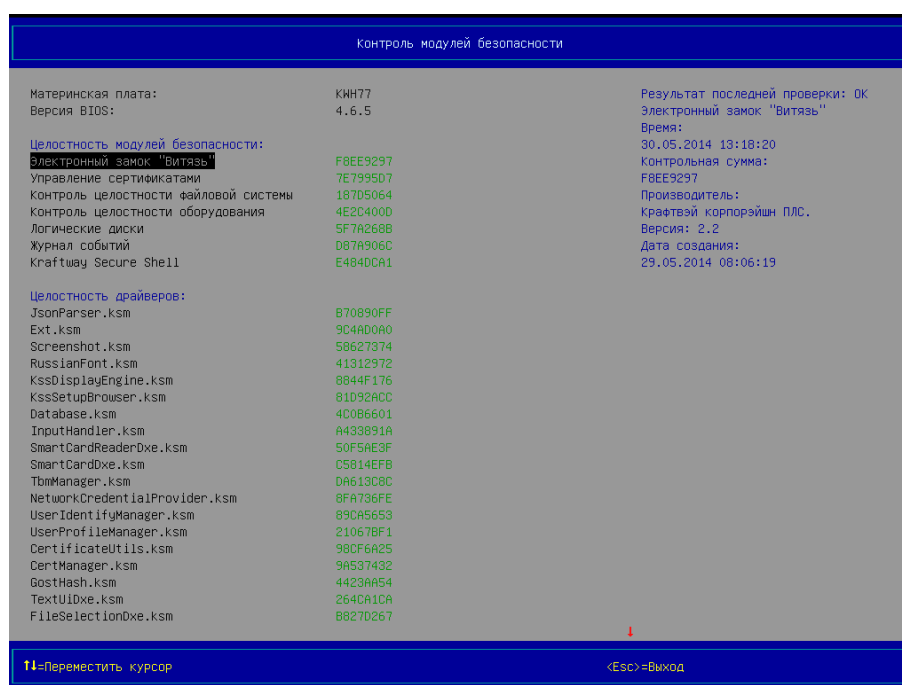 Контроль модулей безопасности
Материнская плата: KWH77
Версия BIOS: 4.6.5
Целостность модулей безопасности:
Электронный замок "Витязь" F8EE9297
Управление сертификатами 7E7995D7
Контроль целостности файловой системы 187D5064
Контроль целостности оборудования 4E2C400D
Логические диски 5F7A268B
Журнал событий D87A906C
Kraftway Secure Shell E484DCA1
Целостность драйверов:
JsonParser.ksm B70890FF
Ext.ksm 9C4AD0A0
Screenshot.ksm 58627374
RussianFont.ksm 41312972
KssDisplayEngine.ksm 8844F176
KssSetupBrowser.ksm 81D92ACC
Database.ksm 4C0B6601
InputHandler.ksm A433891A
SmartCardReaderDxe.ksm 50F5AE3F
SmartCardDxe.ksm C5814EFB
TbmManager.ksm DA613C8C
NetworkCredentialProvider.ksm 8FA736FE
UserIdentifyManager.ksm 89CA5653
UserProfileManager.ksm 21067BF1
CertificateUtils.ksm 98CF6A25
CertManager.ksm 9A537432
GostHash.ksm 4423AA54
TextUiDxe.ksm 264CA1CA
FileSelectionDxe.ksm B827D267
Результат последней проверки: ОК
Электронный замок "Витязь"
Время:
30.05.2014 13:18:20
Контрольная сумма:
F8EE9297
Производитель:
Крафтвэй корпорэйшн ПЛС.
Версия: 2.2
Дата создания:
29.05.2014 08:06:19
↓
↑↓=Переместить курсор <Esc>=Выход